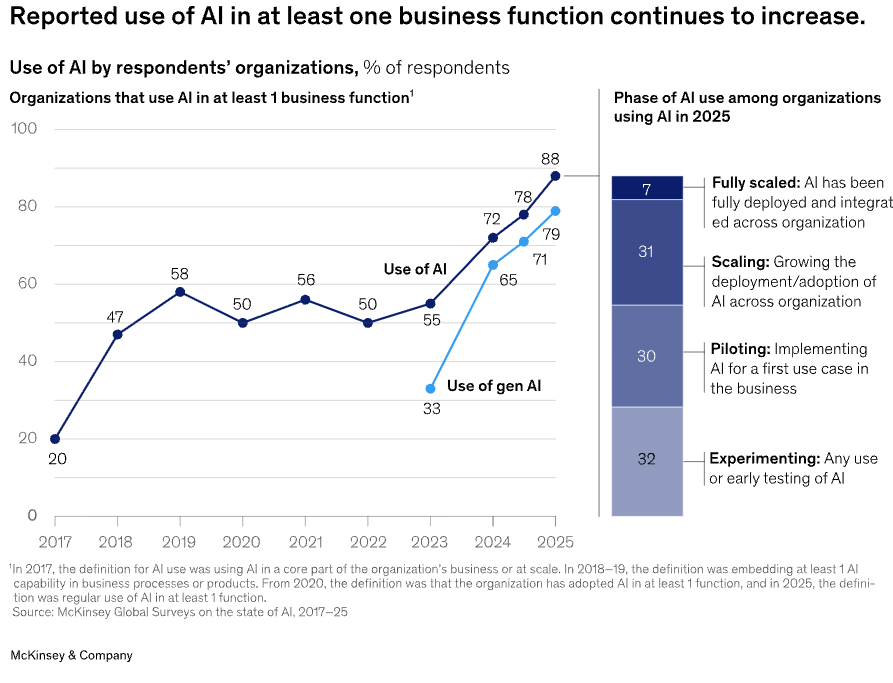 Reported use of AI in at least one business function continues to increase.
Use of AI by respondents' organizations, % of respondents
Organizations that use AI in at least 1 business function¹
100
80
60
40
20
0
2017
2018
2019
2020
2021
2022
2023
2024
2025
20
47
58
50
56
50
55
72
78
88
Use of AI
33
65
71
79
Use of gen AI
Phase of AI use among organizations
using AI in 2025
7
31
30
32
Fully scaled: AI has been
fully deployed and integrat
ed across organization
Scaling: Growing the
deployment/adoption of
AI across organization
Piloting: Implementing
AI for a first use case in
the business
Experimenting: Any use
or early testing of AI
¹In 2017, the definition for AI use was using AI in a core part of the organization's business or at scale. In 2018–19, the definition was embedding at least 1 AI
capability in business processes or products. From 2020, the definition was that the organization has adopted AI in at least 1 function, and in 2025, the defini-
tion was regular use of AI in at least 1 function.
Source: McKinsey Global Surveys on the state of AI, 2017–25
McKinsey & Company